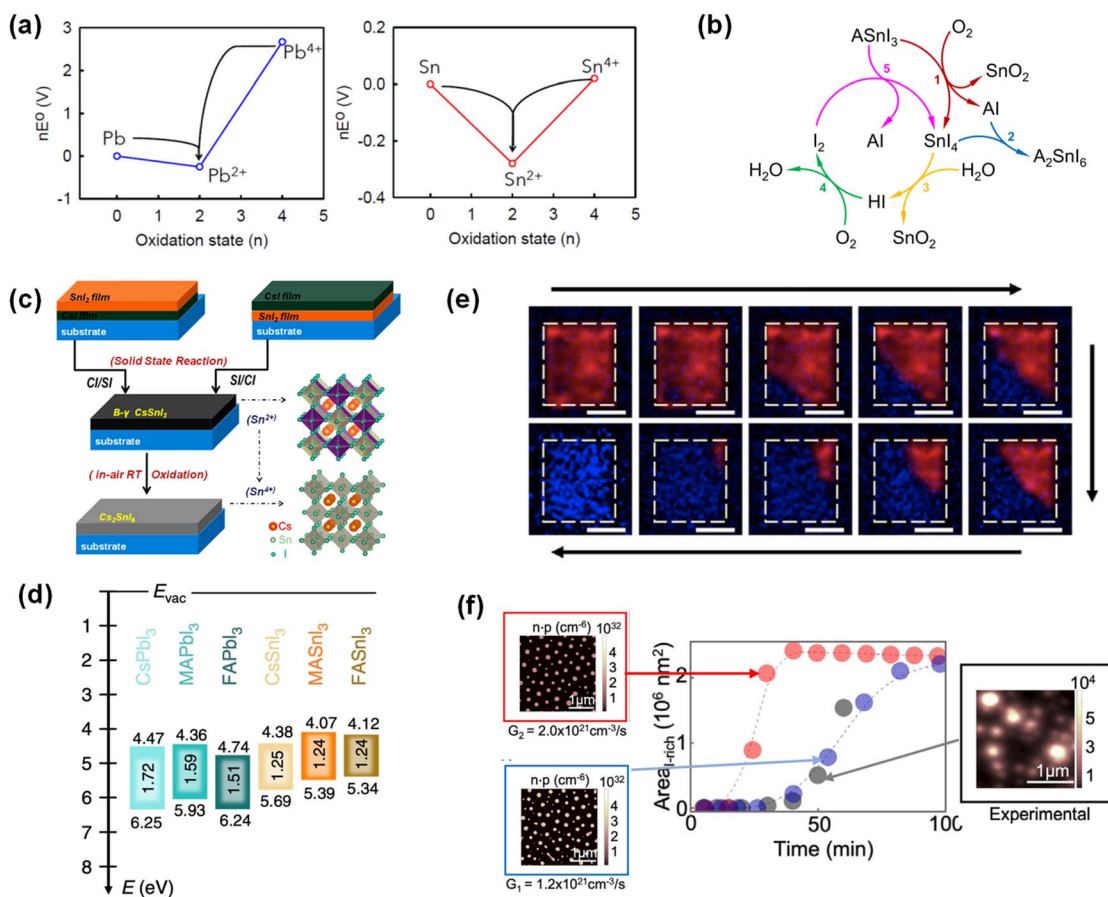 (a)
3
2
1
0
-1
nE⁰ (V)
Pb
Pb²⁺
Pb⁴⁺
0 1 2 3 4 5
Oxidation state (n)
0.2
0.0
-0.2
-0.4
nE⁰ (V)
Sn
Sn²⁺
Sn⁴⁺
0 1 2 3 4 5
Oxidation state (n)
(b)
ASnI₃
O₂
SnO₂
5
1
AI
I₂
AI
SnI₄
2
A₂SnI₆
H₂O
4
3
H₂O
HI
O₂
SnO₂
(c)
SnI₂ film
CsI film
substrate
CsI film
SnI₂ film
substrate
(Solid State Reaction)
CI/SI
SI/CI
B-γ CsSnI₃
substrate
(Sn²⁺)
(in-air RT Oxidation)
(Sn⁴⁺)
Cs₂SnI₆
substrate
Cs
Sn
I
(e)
(d)
Evac
1
2
3
4
5
6
7
8
E (eV)
CsPbI₃
MAPbI₃
FAPbI₃
CsSnI₃
MASnI₃
FASnI₃
4.47 4.36 4.74 4.38 4.07 4.12
1.72 1.59 1.51 1.25 1.24 1.24
6.25 5.93 6.24 5.69 5.39 5.34
(f)
n·p (cm⁻⁶) 10³²
4
3
2
1
1μm
G₂ = 2.0x10²¹cm⁻³/s
n·p (cm⁻⁶) 10³²
4
3
2
1
1μm
G₁ = 1.2x10²¹cm⁻³/s
Area I-rich (10⁶ nm²)
2
1
0
0 50 100
Time (min)
10⁴
5
3
1
1μm
Experimental